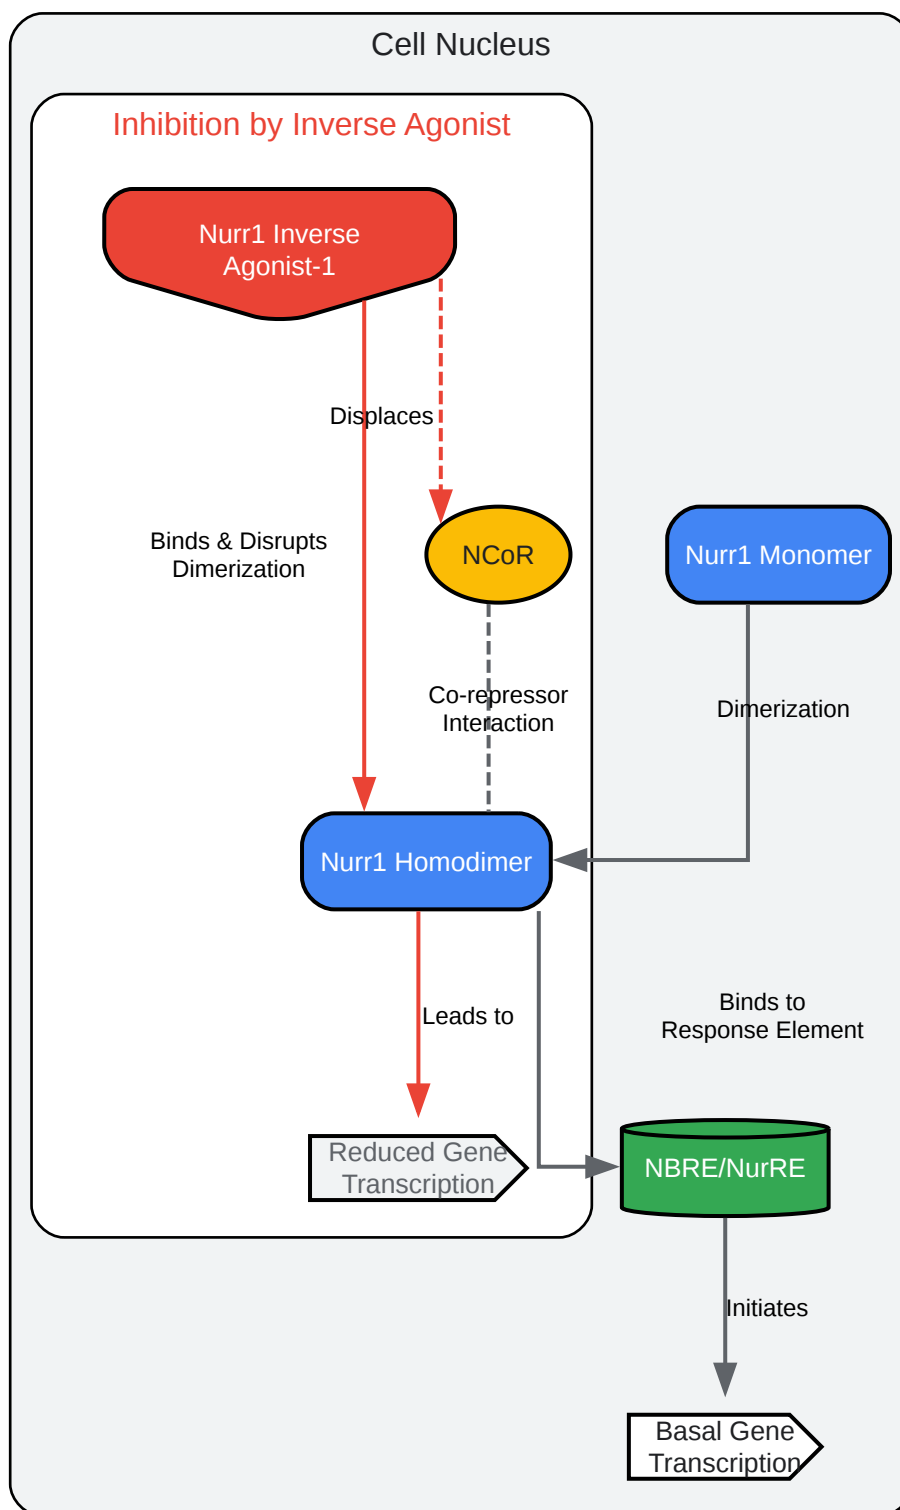 Cell Nucleus
Inhibition by Inverse Agonist
Nurr1 Inverse
Agonist-1
Displaces
Binds & Disrupts
Dimerization
NCoR
Nurr1 Monomer
Co-repressor
Interaction
Dimerization
Nurr1 Homodimer
Leads to
Binds to
Response Element
Reduced Gene
Transcription
NBRE/NurRE
Initiates
Basal Gene
Transcription